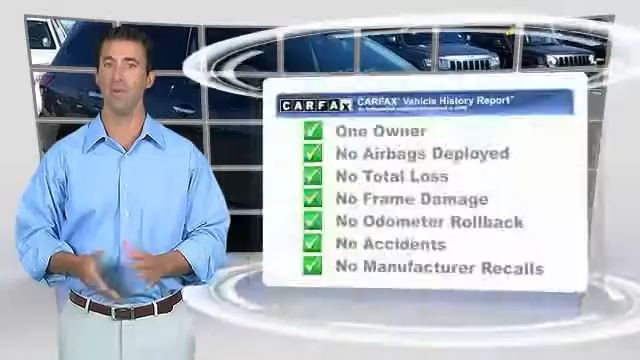 CARFAX CARFAX Vehicle History Report™
One Owner
No Airbags Deployed
No Total Loss
No Frame Damage
No Odometer Rollback
No Accidents
No Manufacturer Recalls